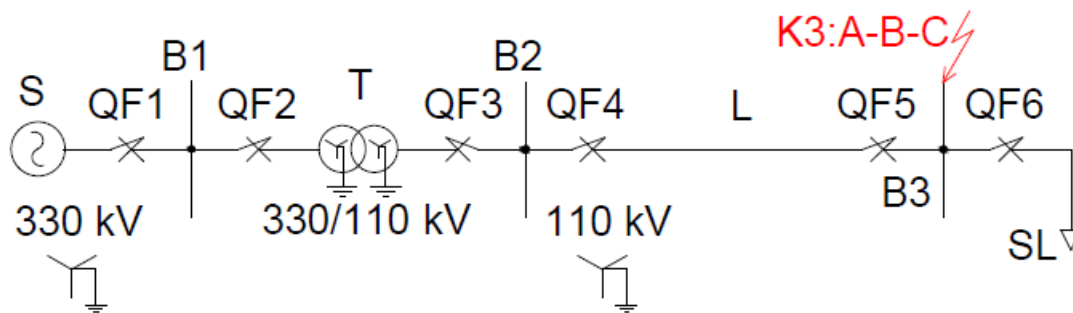 K3:A-B-C
B1
B2
S
QF1
QF2
T
QF3
QF4
L
QF5
QF6
B3
330 kV
330/110 kV
110 kV
SL